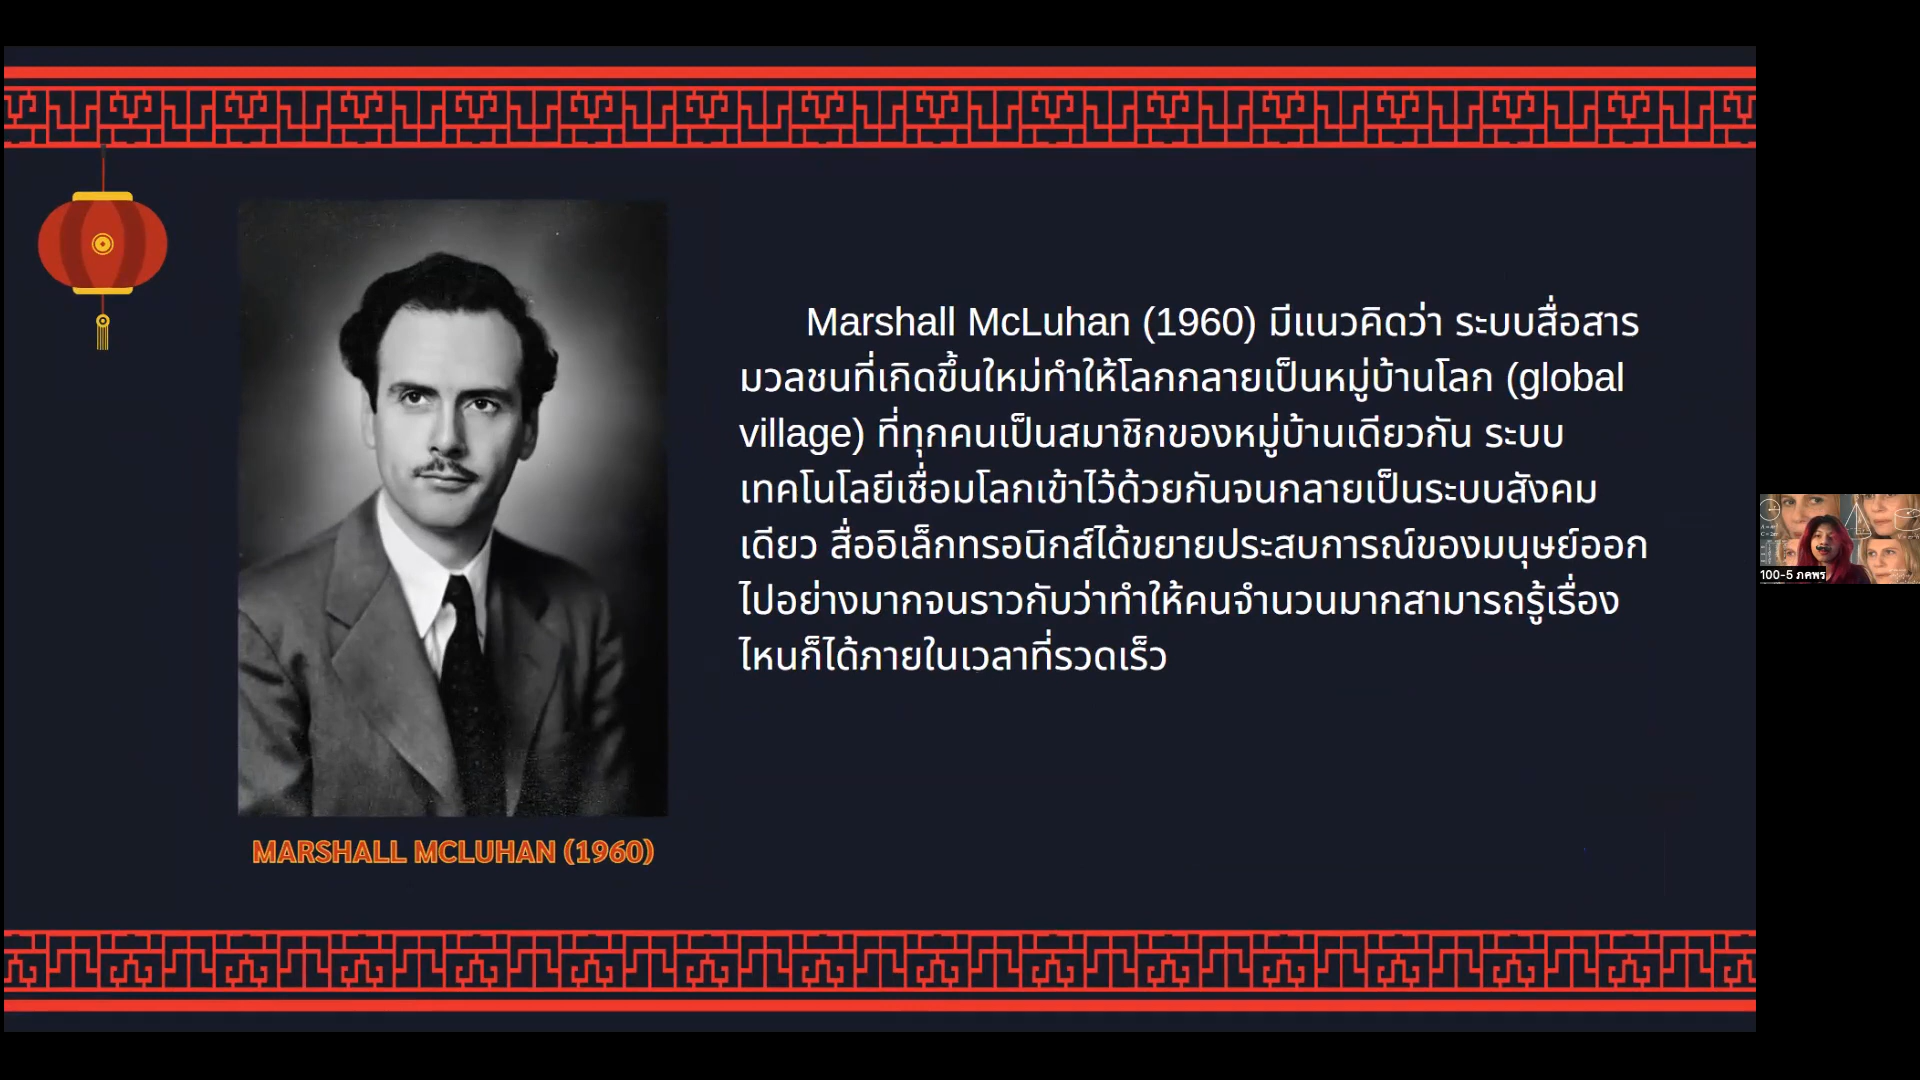 Marshall McLuhan (1960) มีแนวคิดว่า ระบบสื่อสาร
มวลชนที่เกิดขึ้นใหม่ทำให้โลกกลายเป็นหมู่บ้านโลก (global
village) ที่ทุกคนเป็นสมาชิกของหมู่บ้านเดียวกัน ระบบ
เทคโนโลยีเชื่อมโลกเข้าไว้ด้วยกันจนกลายเป็นระบบสังคม
เดียว สื่ออิเล็กทรอนิกส์ได้ขยายประสบการณ์ของมนุษย์ออก
ไปอย่างมากจนราวกับว่าทำให้คนจำนวนมากสามารถรู้เรื่อง
ไหนก็ได้ภายในเวลาที่รวดเร็ว
MARSHALL MCLUHAN (1960)
100-5 ภคพร